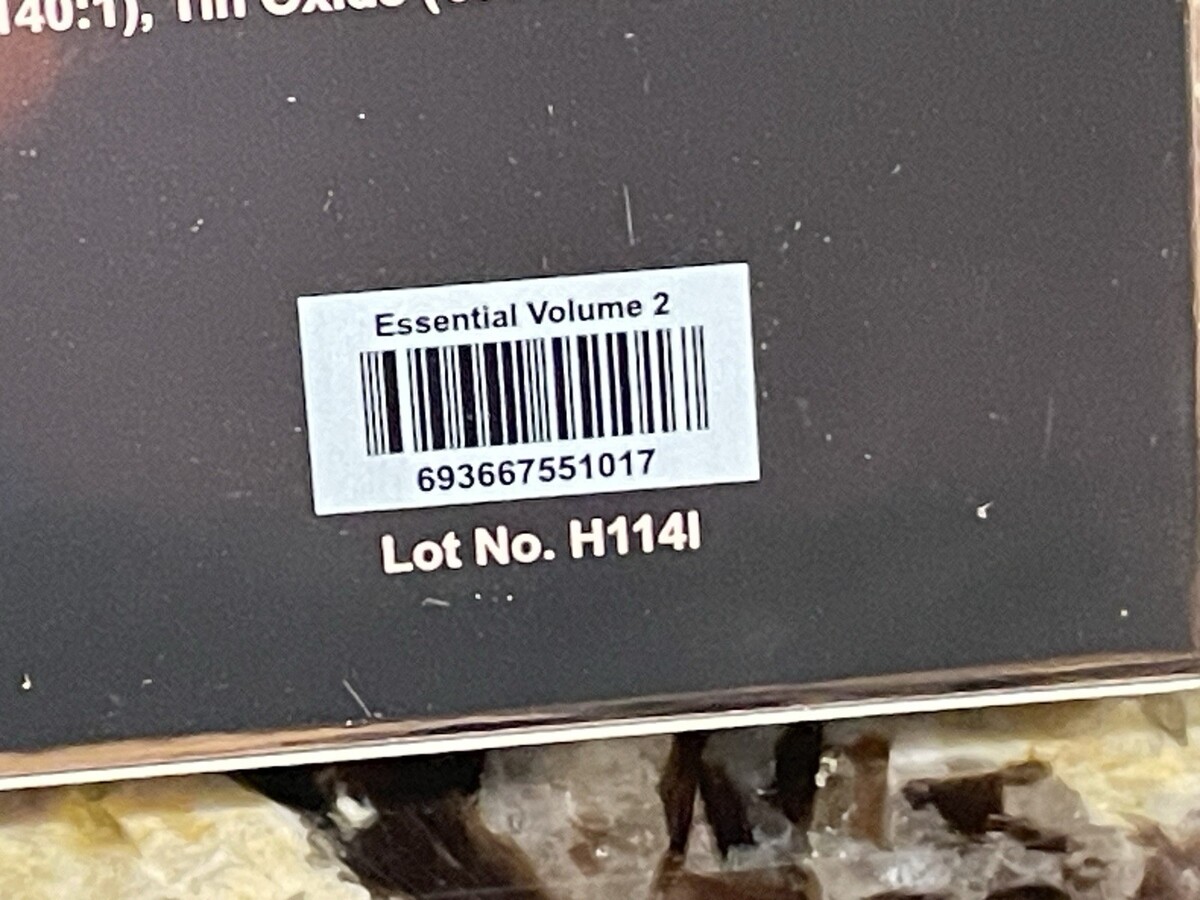 140:1), Tin Oxide
Essential Volume 2
693667551017
Lot No. H114I